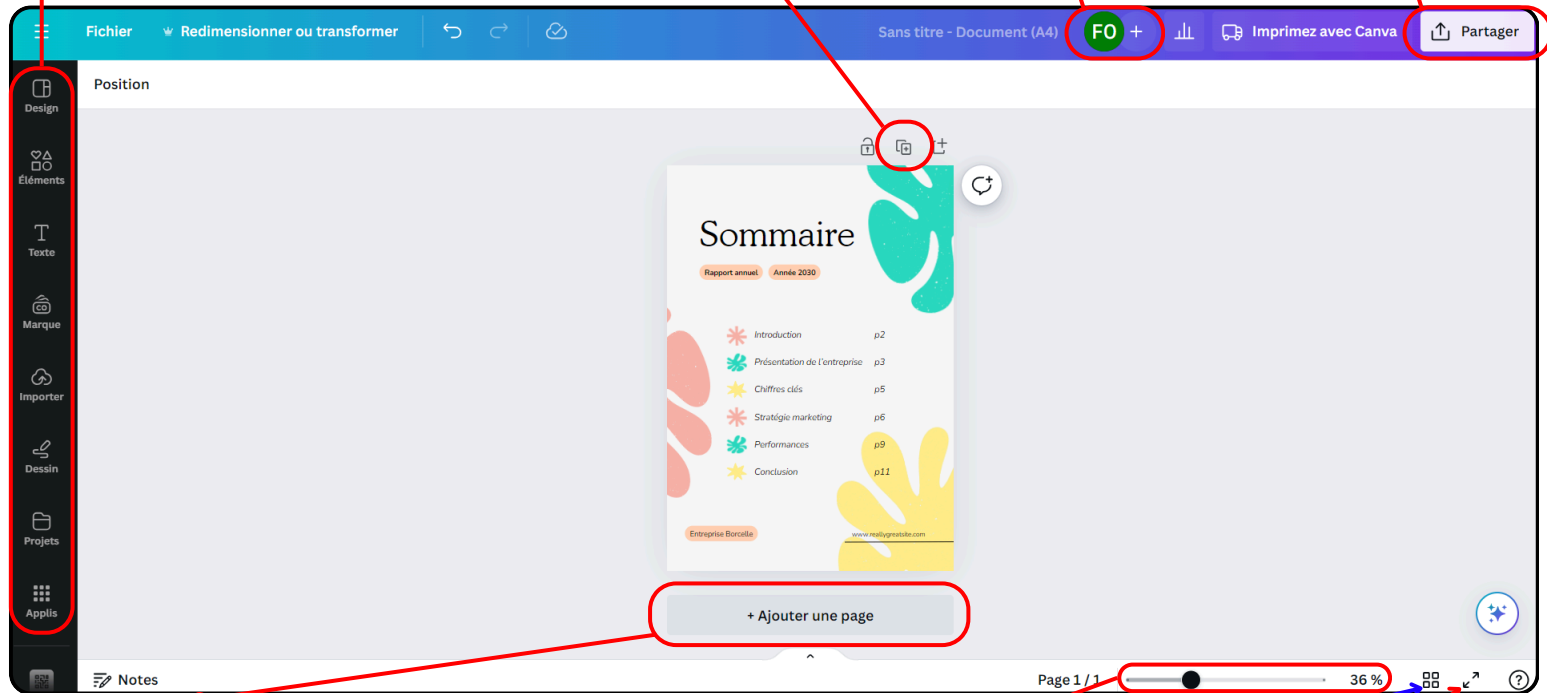 Fichier
Redimensionner ou transformer
Sans titre - Document (A4)
FO
+
Imprimez avec Canva
Partager
Position
Design
Éléments
Texte
CO
Marque
Importer
Dessin
Projets
Applis
Sommaire
Rapport annuel
Année 2030
Introduction p2
Présentation de l'entreprise p3
Chiffres clés p5
Stratégie marketing p6
Performances p9
Conclusion p11
Entreprise Borcelle
www.reallygreatsite.com
+ Ajouter une page
Notes
Page 1 / 1
36 %
?